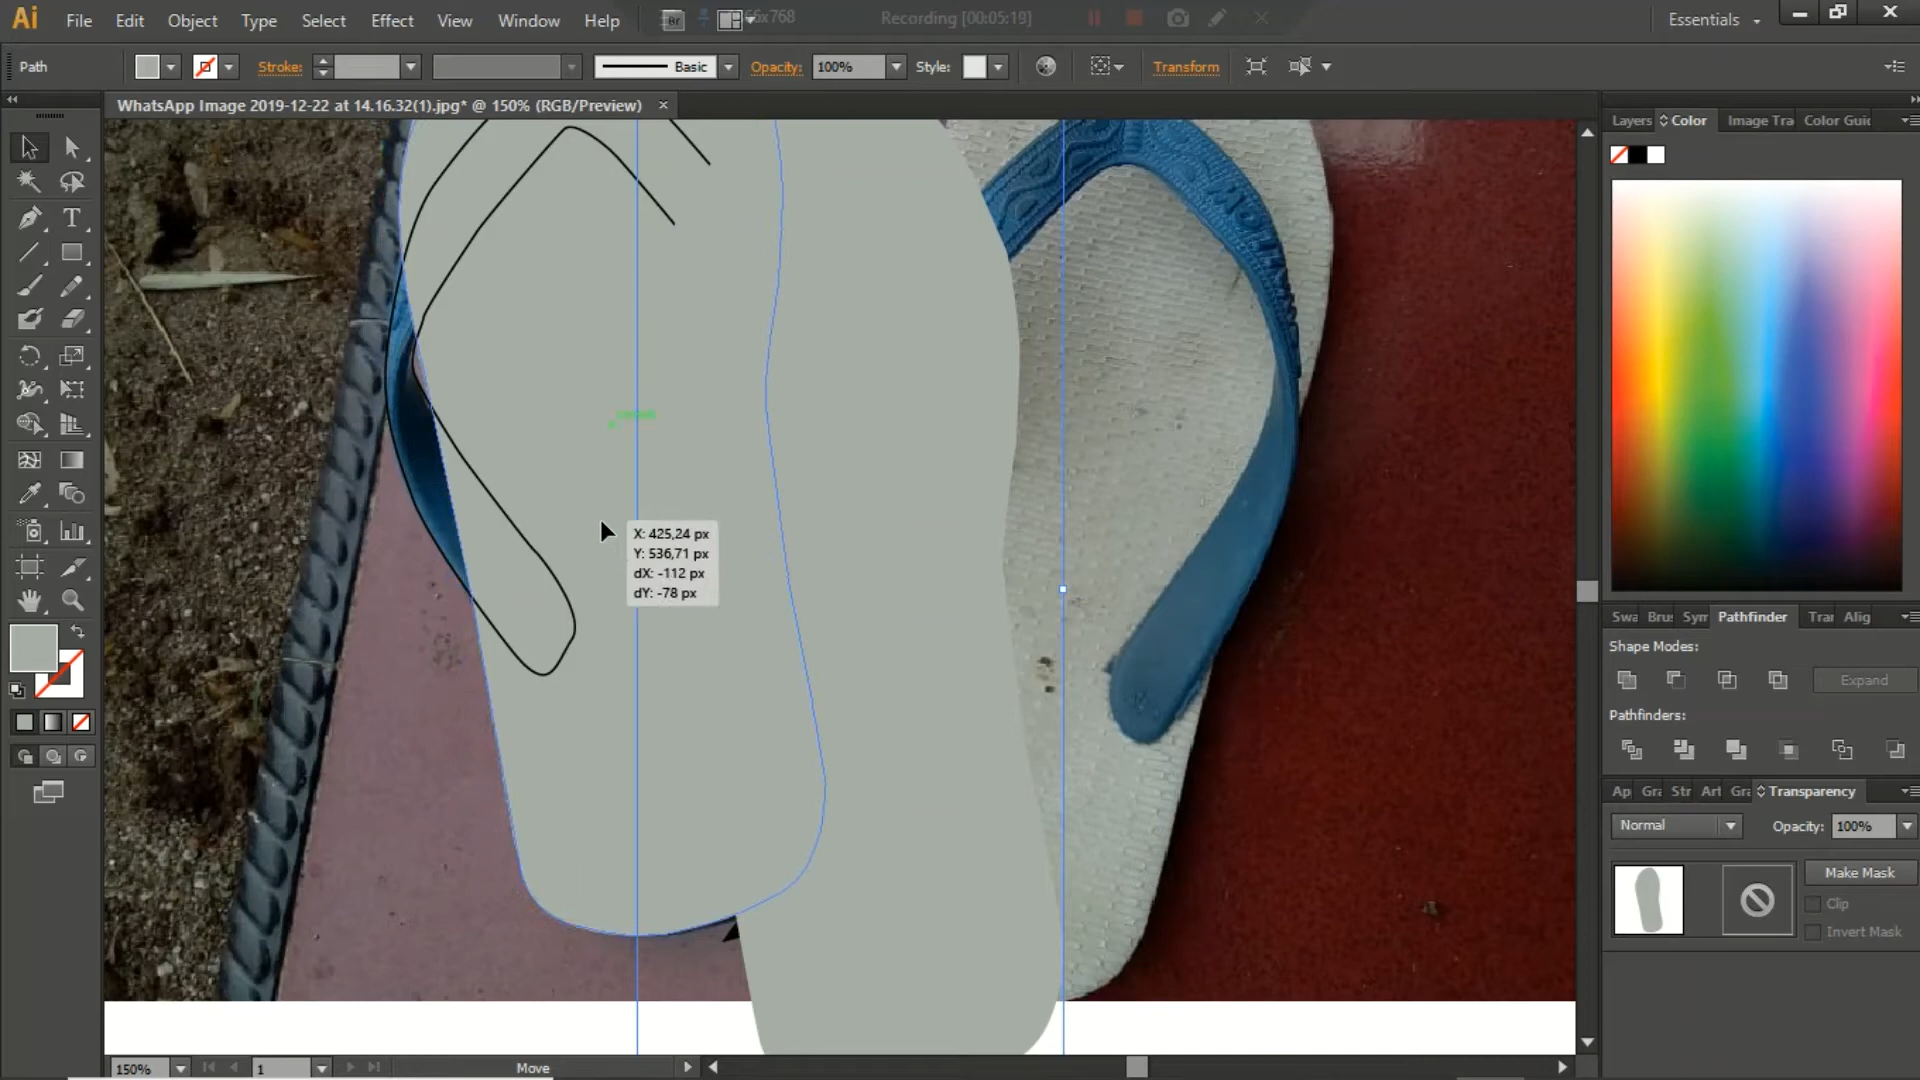 Ai File Edit Object Type Select Effect View Window Help Br Recording [00:05:19] Essentials
Path Stroke: Basic Opacity: 100% Style: Transform
WhatsApp Image 2019-12-22 at 14.16.32(1).jpg* @ 150% (RGB/Preview)
Layers Color Image Tra Color Guid
X: 425,24 px
Y: 536,71 px
dX: -112 px
dY: -78 px
Swa Brus Sym Pathfinder Trar Alig
Shape Modes:
Expand
Pathfinders:
Ap Gra Str Art Gra Transparency
Normal Opacity: 100%
Make Mask
Clip
Invert Mask
150% 1 Move